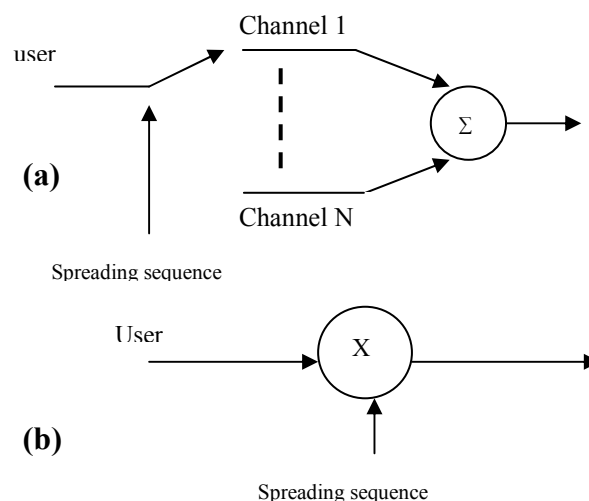 Channel 1
user
Σ
(a)
Channel N
Spreading sequence
User
X
(b)
Spreading sequence